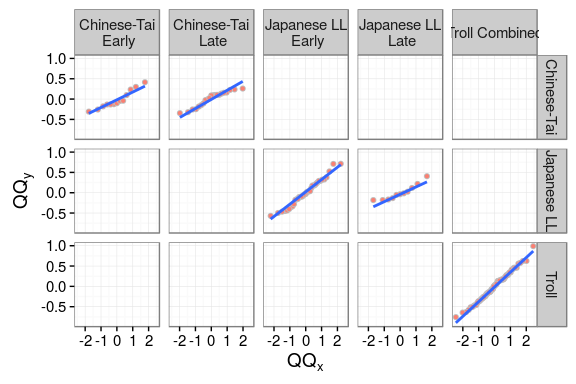 Chinese-Tai
Early
Chinese-Tai
Late
Japanese LL
Early
Japanese LL
Late
Troll Combined
1.0
0.5
0.0
-0.5
Chinese-Tai
1.0
0.5
0.0
-0.5
Japanese LL
1.0
0.5
0.0
-0.5
Troll
QQy
-2 -1 0 1 2
-2 -1 0 1 2
-2 -1 0 1 2
-2 -1 0 1 2
-2 -1 0 1 2
QQx